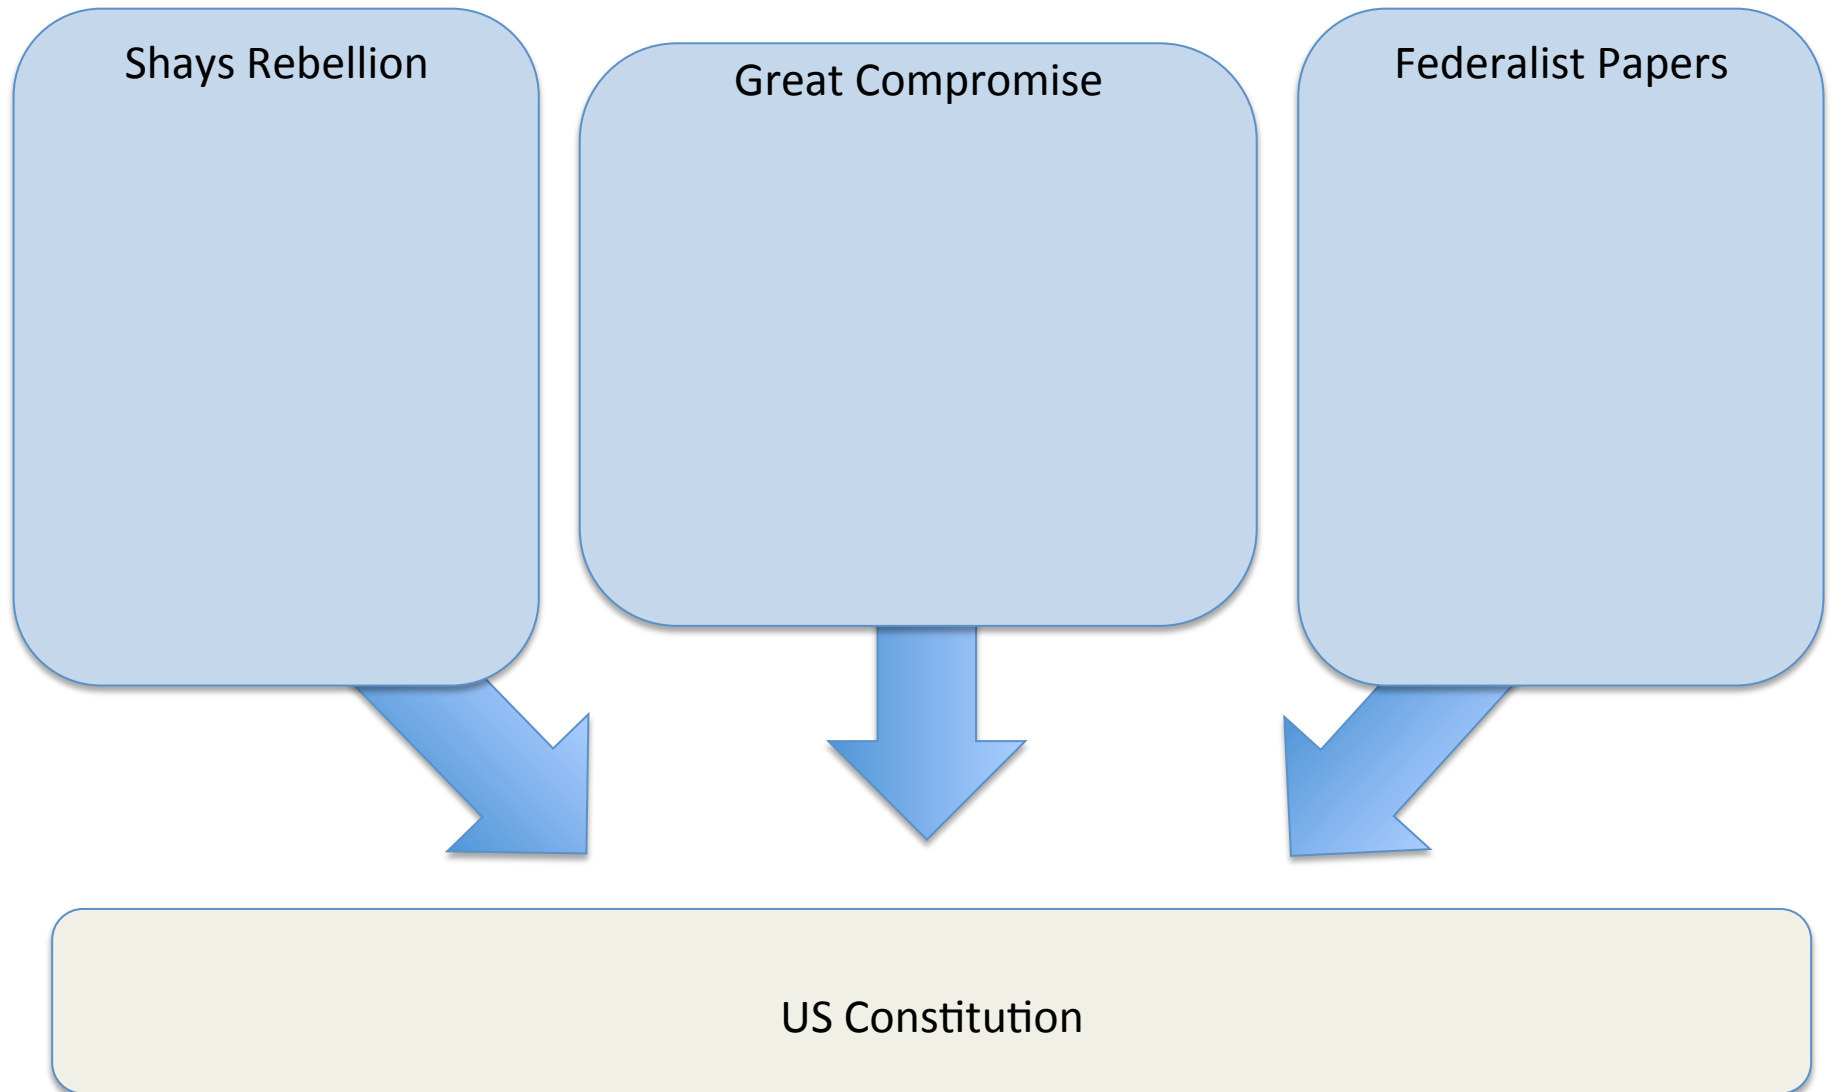 Shays Rebellion
Great Compromise
Federalist Papers
US Constitution